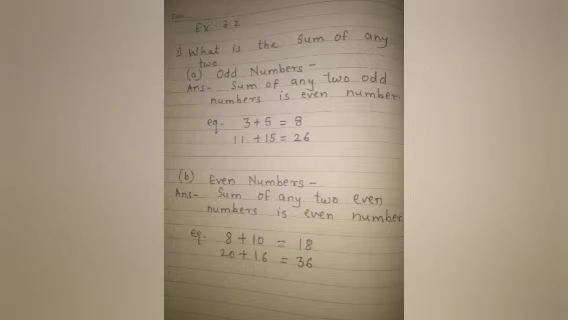 Ex 3.2
1) What is the Sum of any
two
(a) Odd Numbers -
Ans- Sum of any two odd
numbers is even number
eg. 3+5 = 8
11 +15 = 26
(b) Even Numbers -
Ans- Sum of any two even
numbers is even number
eg. 8+10 = 18
20+16 = 36